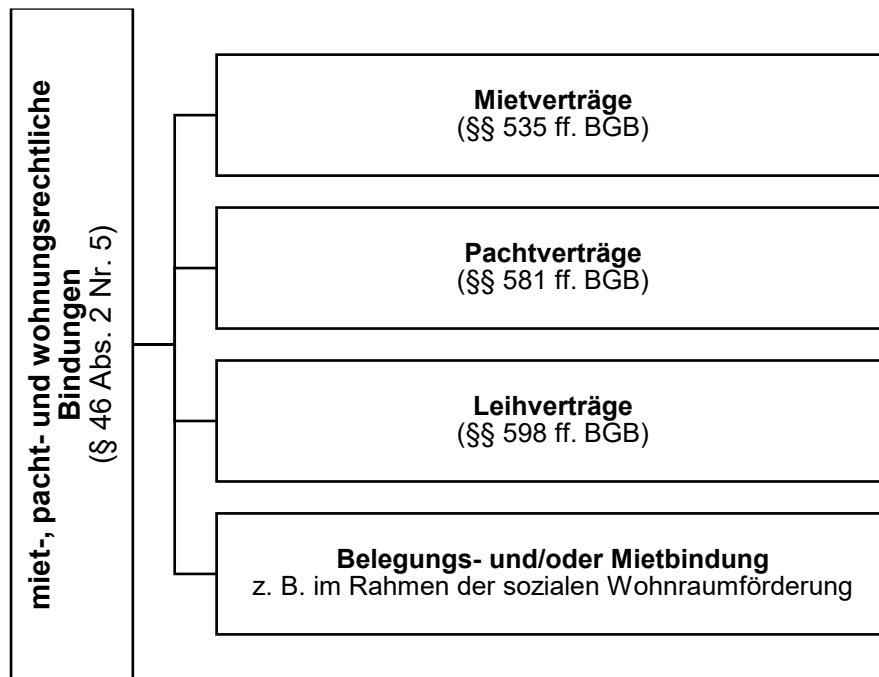 miet-, pacht- und wohnungsrechtliche
Bindungen
(§ 46 Abs. 2 Nr. 5)
Mietverträge
(§§ 535 ff. BGB)
Pachtverträge
(§§ 581 ff. BGB)
Leihverträge
(§§ 598 ff. BGB)
Belegungs- und/oder Mietbindung
z. B. im Rahmen der sozialen Wohnraumförderung